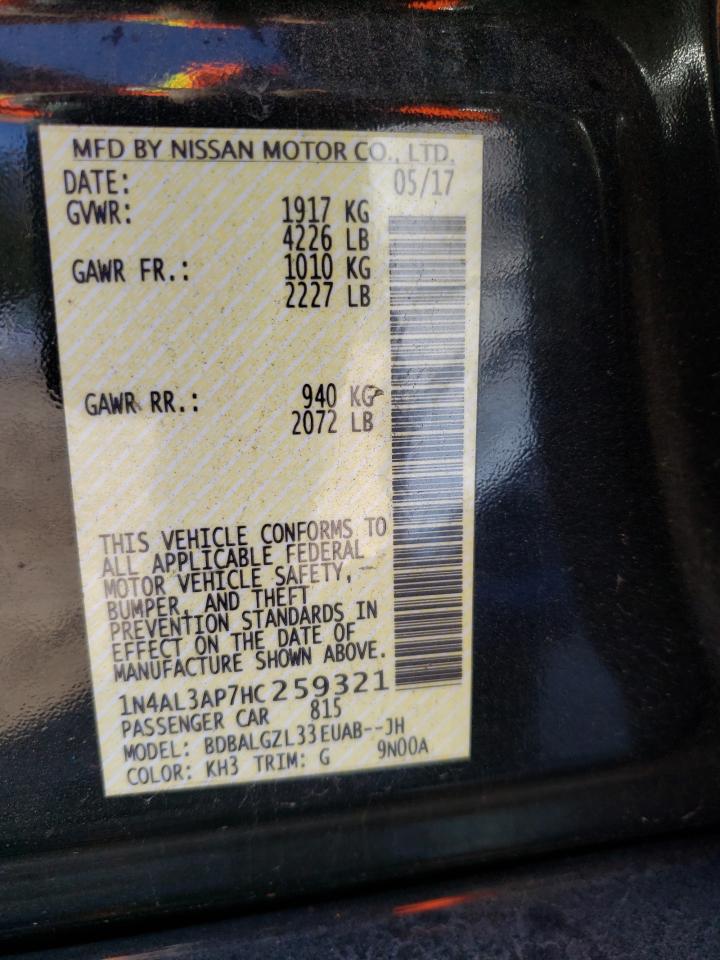 MFD BY NISSAN MOTOR CO., LTD.
DATE: 05/17
GVWR: 1917 KG
4226 LB
GAWR FR.: 1010 KG
2227 LB
GAWR RR.: 940 KG
2072 LB
THIS VEHICLE CONFORMS TO
ALL APPLICABLE FEDERAL
MOTOR VEHICLE SAFETY,
BUMPER, AND THEFT
PREVENTION STANDARDS IN
EFFECT ON THE DATE OF
MANUFACTURE SHOWN ABOVE.
1N4AL3AP7HC259321
PASSENGER CAR 815
MODEL: BDBALGZL33EUAB--JH
COLOR: KH3 TRIM: G 9N00A